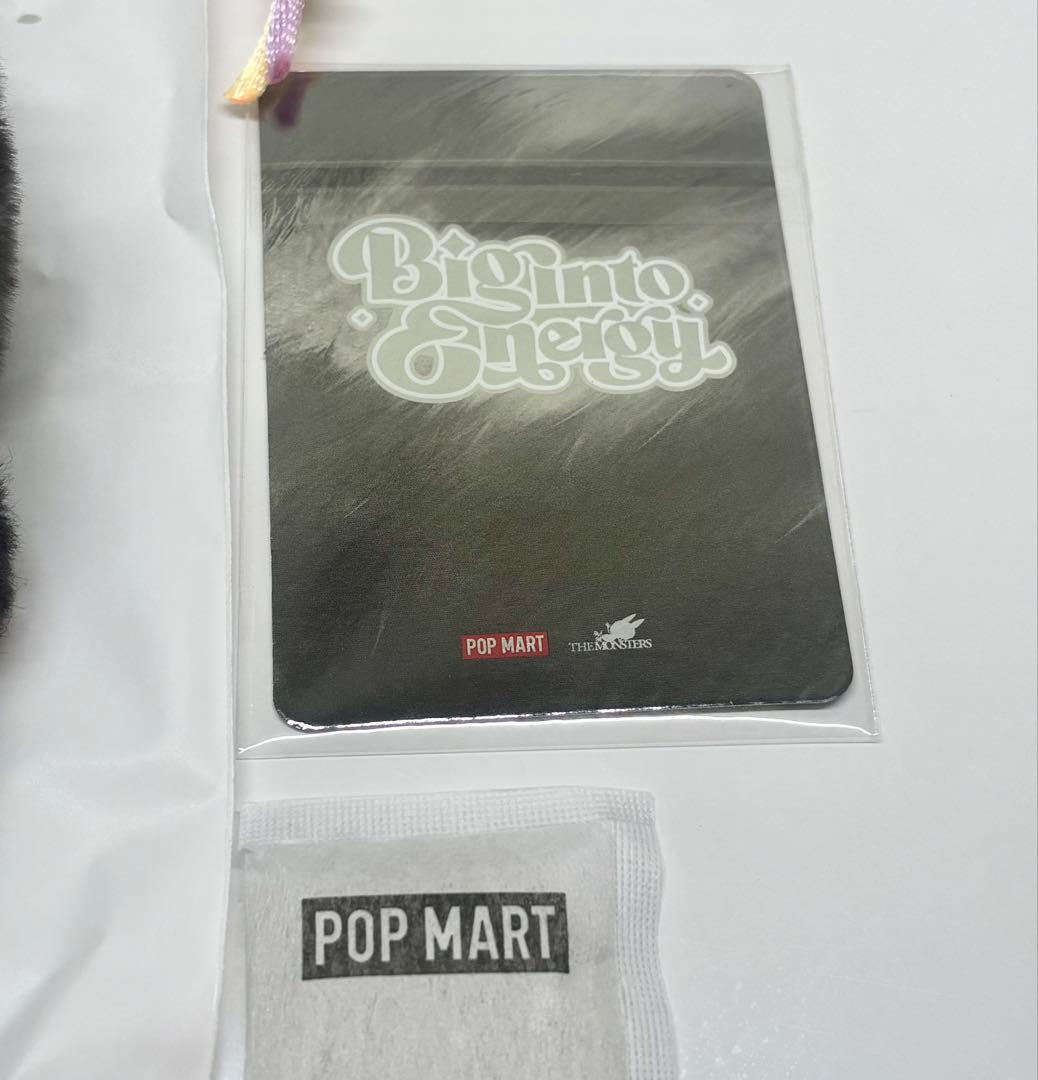 Big into
Energy
POP MART
THE MONSTERS
POP MART